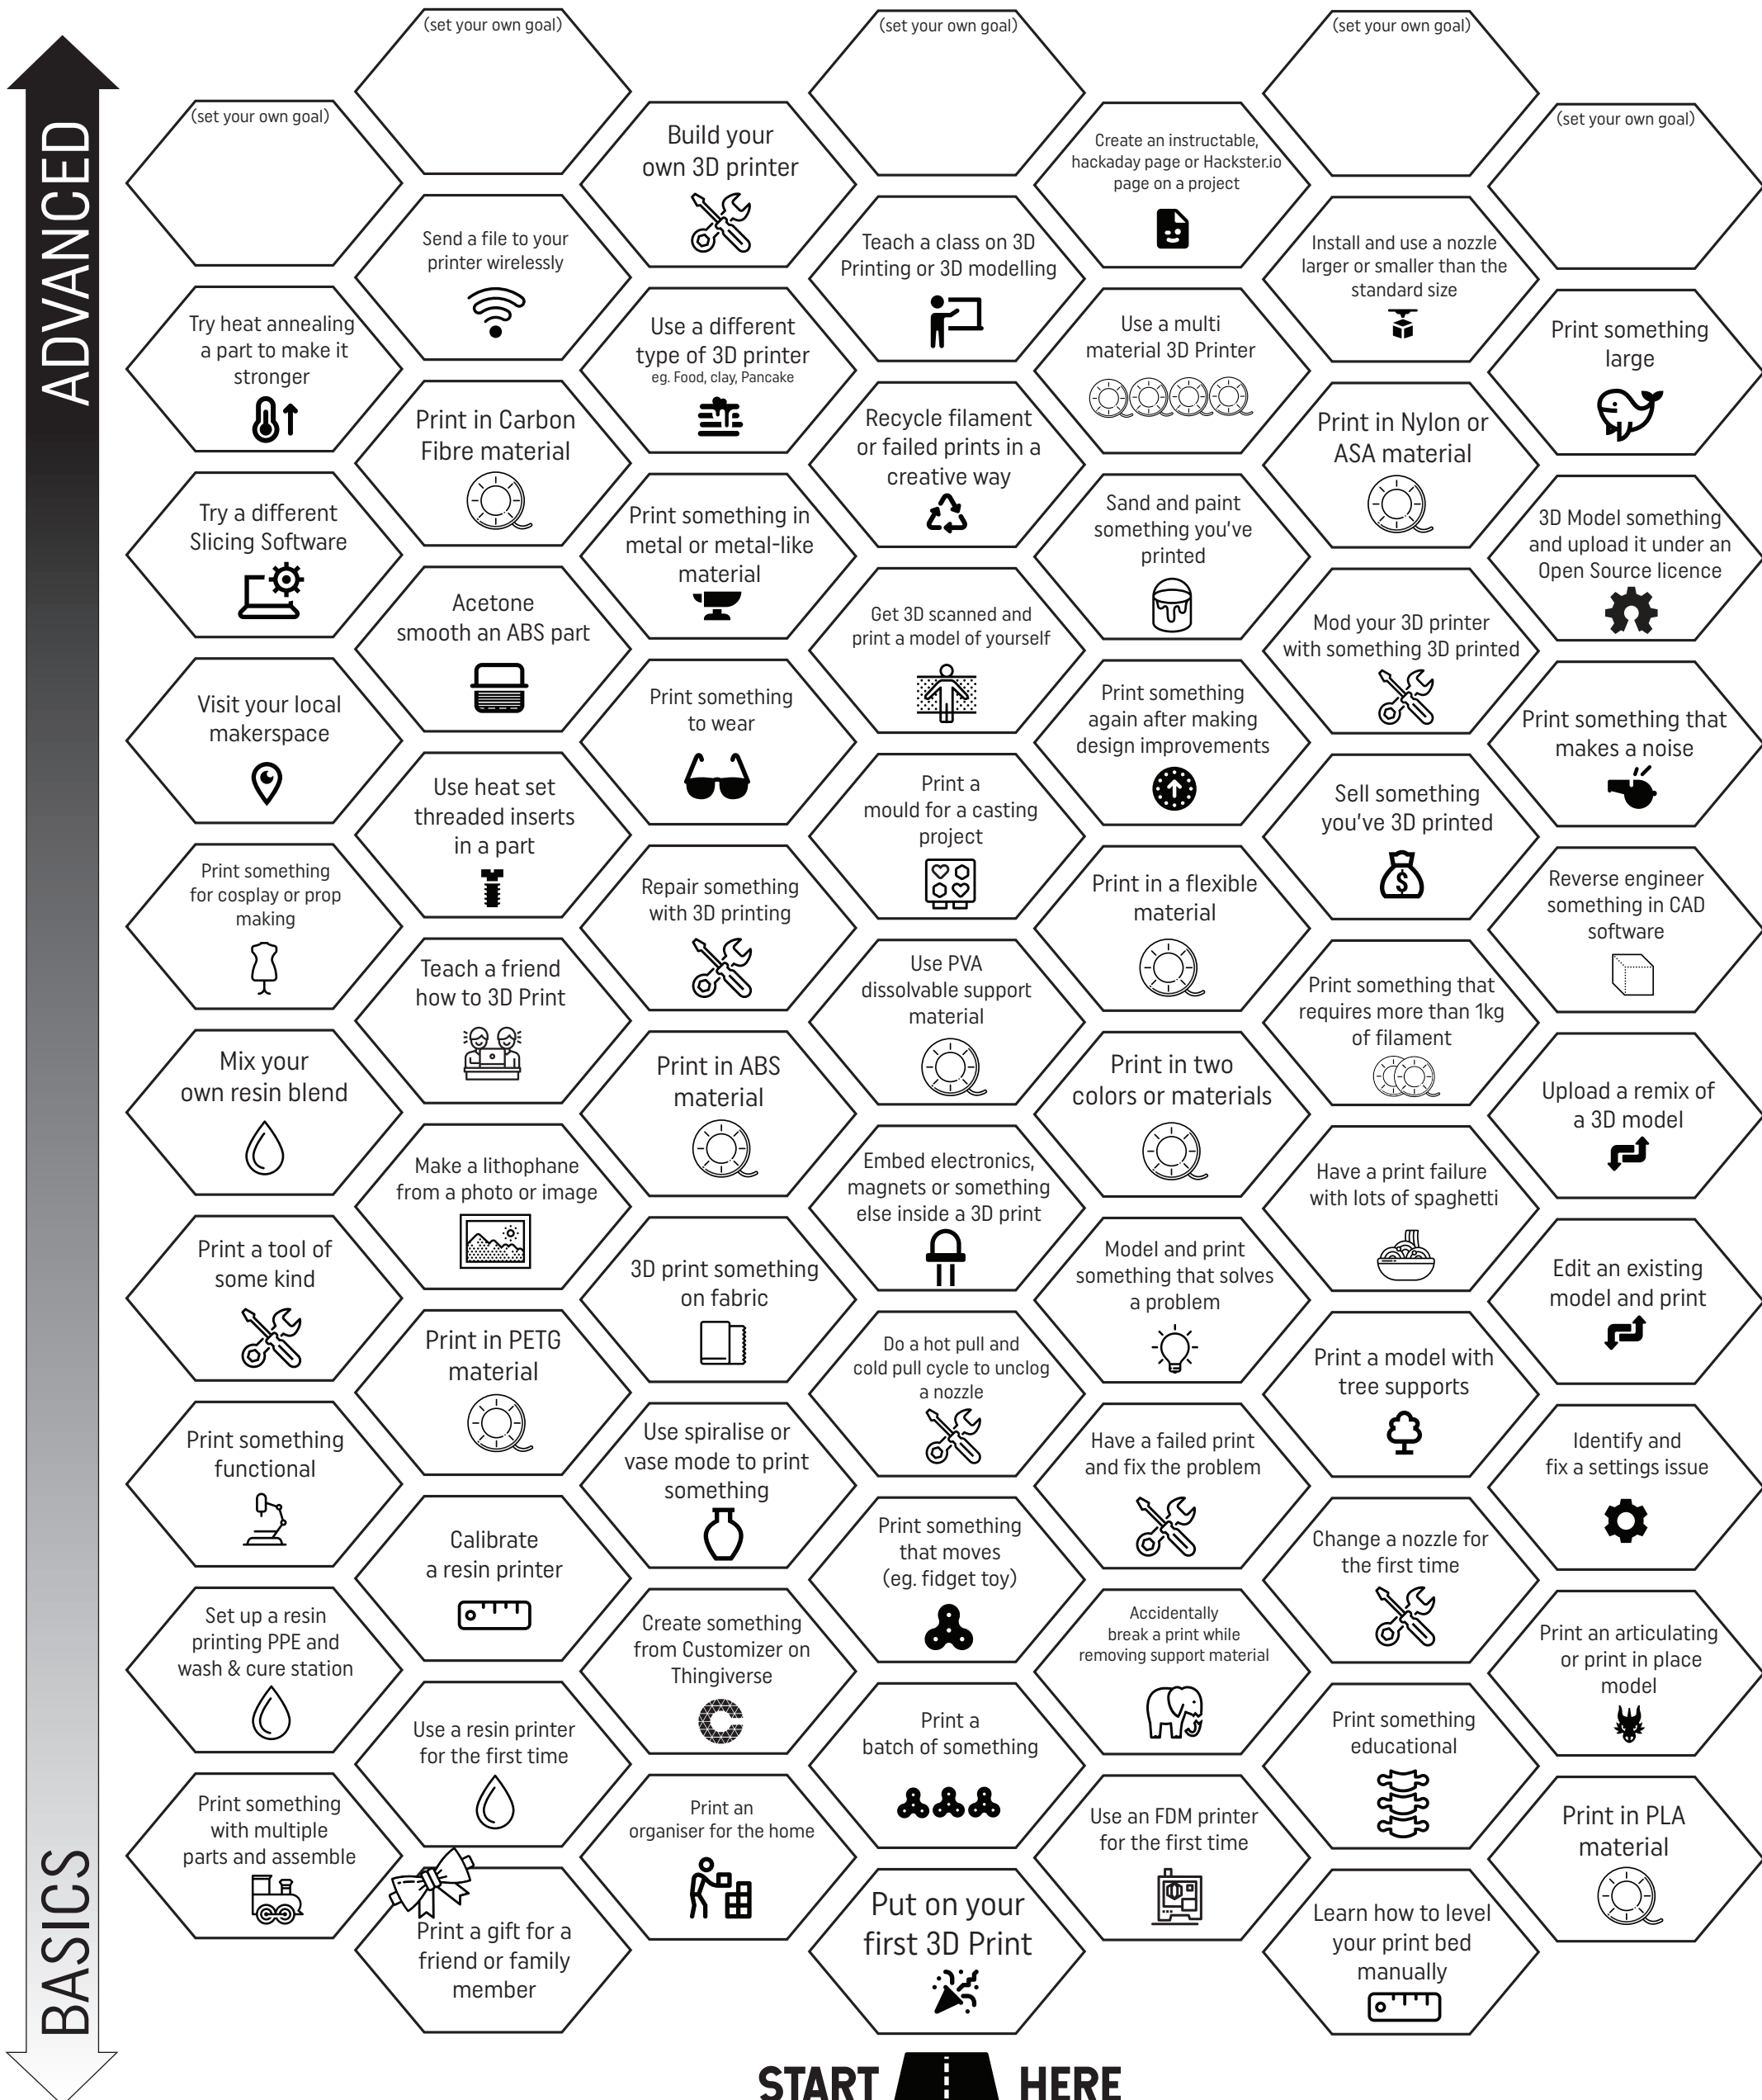 ADVANCED
BASICS
(set your own goal)
(set your own goal)
(set your own goal)
(set your own goal)
Build your
own 3D printer
Create an instructable,
hackaday page or Hackster.io
page on a project
(set your own goal)
Send a file to your
printer wirelessly
Teach a class on 3D
Printing or 3D modelling
Install and use a nozzle
larger or smaller than the
standard size
Try heat annealing
a part to make it
stronger
Use a different
type of 3D printer
eg. Food, clay, Pancake
Use a multi
material 3D Printer
Print something
large
Print in Carbon
Fibre material
Recycle filament
or failed prints in a
creative way
Print in Nylon or
ASA material
Try a different
Slicing Software
Print something in
metal or metal-like
material
Sand and paint
something you've
printed
3D Model something
and upload it under an
Open Source licence
Acetone
smooth an ABS part
Get 3D scanned and
print a model of yourself
Mod your 3D printer
with something 3D printed
Visit your local
makerspace
Print something
to wear
Print something
again after making
design improvements
Print something that
makes a noise
Use heat set
threaded inserts
in a part
Print a
mould for a casting
project
Sell something
you've 3D printed
$
Print something
for cosplay or prop
making
Repair something
with 3D printing
Print in a flexible
material
Reverse engineer
something in CAD
software
Teach a friend
how to 3D Print
Use PVA
dissolvable support
material
Print something that
requires more than 1kg
of filament
Mix your
own resin blend
Print in ABS
material
Print in two
colors or materials
Upload a remix of
a 3D model
Make a lithophane
from a photo or image
Embed electronics,
magnets or something
else inside a 3D print
Have a print failure
with lots of spaghetti
Print a tool of
some kind
3D print something
on fabric
Model and print
something that solves
a problem
Edit an existing
model and print
Print in PETG
material
Do a hot pull and
cold pull cycle to unclog
a nozzle
Print a model with
tree supports
Print something
functional
Use spiralise or
vase mode to print
something
Have a failed print
and fix the problem
Identify and
fix a settings issue
Calibrate
a resin printer
Print something
that moves
(eg. fidget toy)
Change a nozzle for
the first time
Set up a resin
printing PPE and
wash & cure station
Create something
from Customizer on
Thingiverse
Accidentally
break a print while
removing support material
Print an articulating
or print in place
model
Use a resin printer
for the first time
Print a
batch of something
Print something
educational
Print something
with multiple
parts and assemble
Print an
organiser for the home
Use an FDM printer
for the first time
Print in PLA
material
Print a gift for a
friend or family
member
Put on your
first 3D Print
Learn how to level
your print bed
manually
START HERE